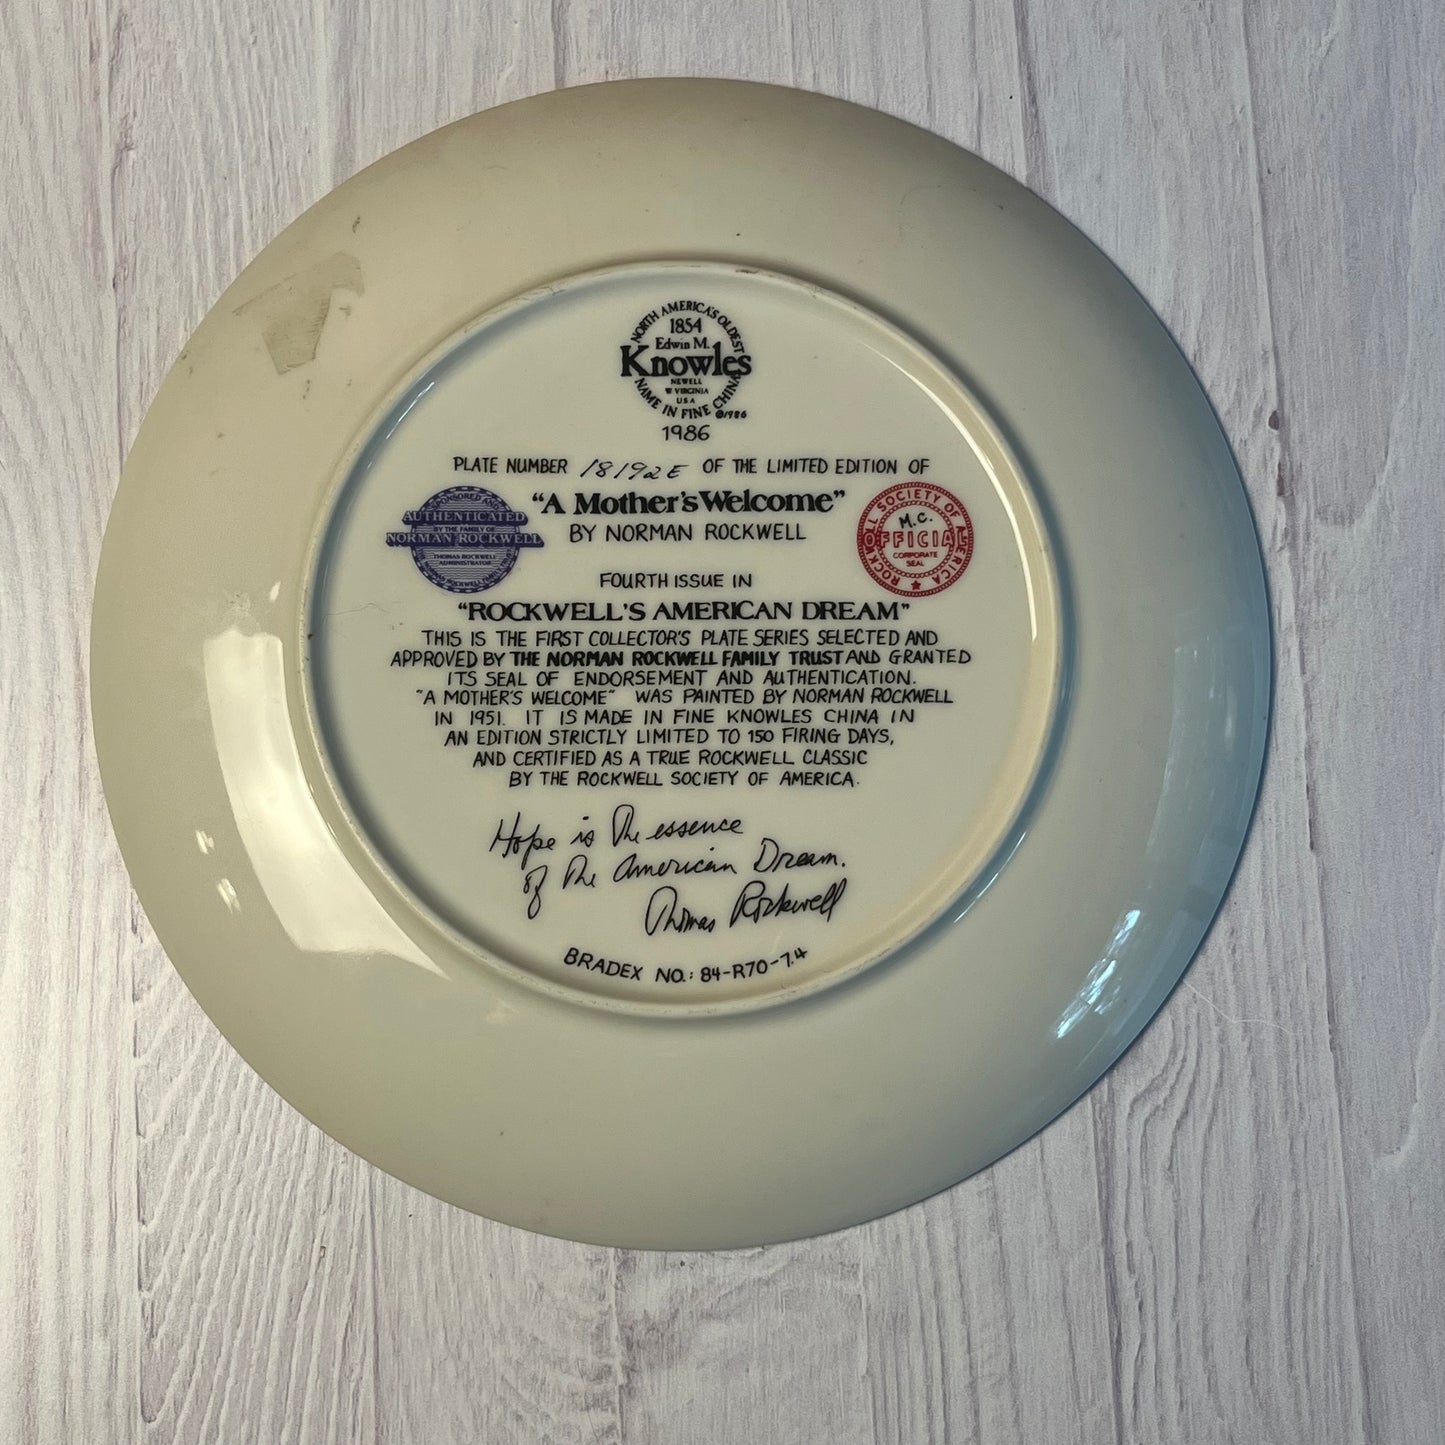 NORTH AMERICA'S OLDEST
1854
Edwin M.
Knowles
NEWELL
W VIRGINIA
USA
NAME IN FINE CHINA
©1986
1986
PLATE NUMBER 18192E OF THE LIMITED EDITION OF
"A Mother's Welcome"
BY NORMAN ROCKWELL
SPONSORED AND
AUTHENTICATED
BY THE FAMILY OF
NORMAN ROCKWELL
THOMAS ROCKWELL
ADMINISTRATOR
NORMAN ROCKWELL FAMILY
ROCKWELL SOCIETY OF AMERICA
M.C.
OFFICIAL
CORPORATE
SEAL
FOURTH ISSUE IN
"ROCKWELL'S AMERICAN DREAM"
THIS IS THE FIRST COLLECTOR'S PLATE SERIES SELECTED AND
APPROVED BY THE NORMAN ROCKWELL FAMILY TRUST AND GRANTED
ITS SEAL OF ENDORSEMENT AND AUTHENTICATION.
"A MOTHER'S WELCOME" WAS PAINTED BY NORMAN ROCKWELL
IN 1951. IT IS MADE IN FINE KNOWLES CHINA IN
AN EDITION STRICTLY LIMITED TO 150 FIRING DAYS,
AND CERTIFIED AS A TRUE ROCKWELL CLASSIC
BY THE ROCKWELL SOCIETY OF AMERICA.
Hope is the essence
of the American Dream.
Thomas Rockwell
BRADEX NO.: 84-R70-7.4